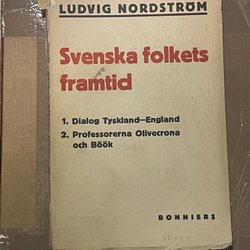 LUDVIG NORDSTRÖM
Svenska folkets
framtid
1. Dialog Tyskland—England
2. Professorerna Olivecrona
och Böök
BONNIERS